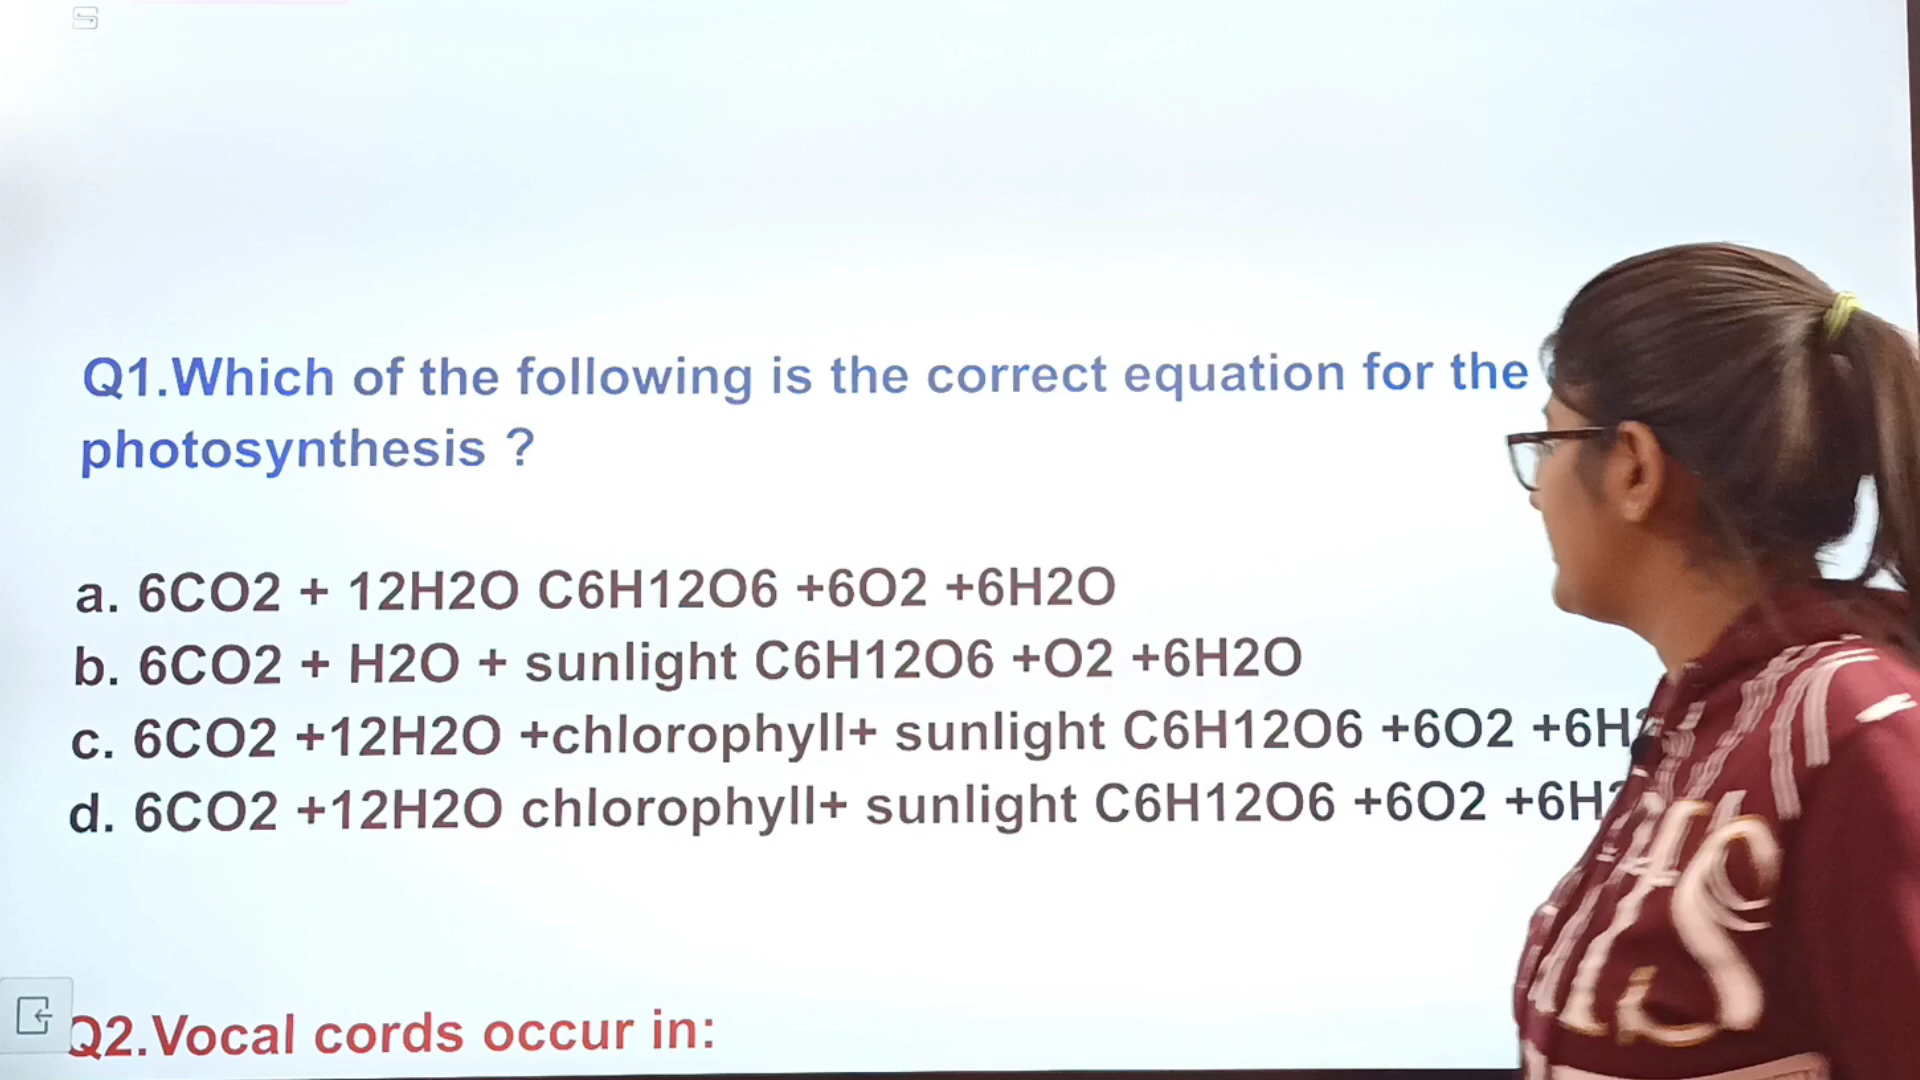 Q1.Which of the following is the correct equation for the
photosynthesis ?
a. 6CO2 + 12H2O C6H12O6 +6O2 +6H2O
b. 6CO2 + H2O + sunlight C6H12O6 +O2 +6H2O
c. 6CO2 +12H2O +chlorophyll+ sunlight C6H12O6 +6O2
d. 6CO2 +12H2O chlorophyll+ sunlight C6H12O6 +6O2
Q2.Vocal cords occur in: